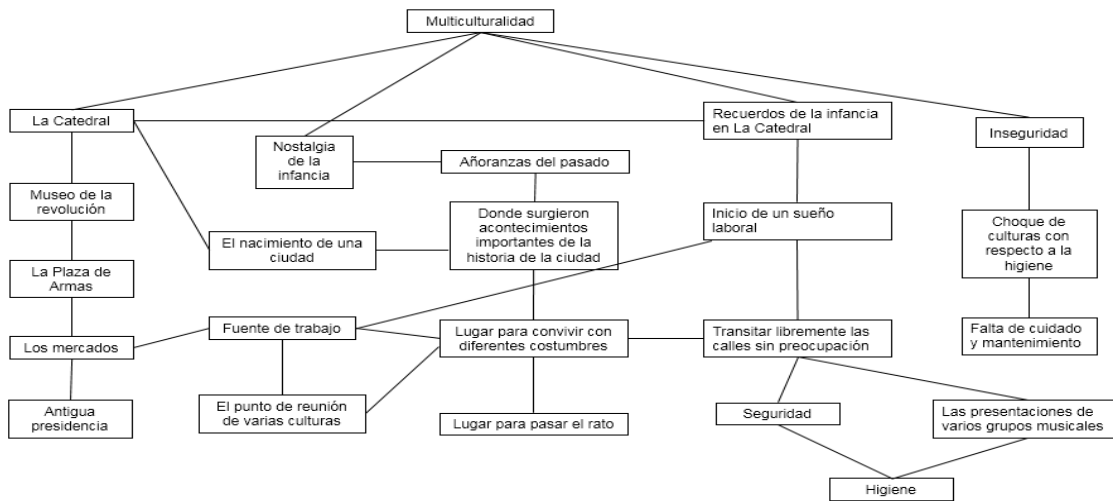 Multiculturalidad
La Catedral
Recuerdos de la infancia
en La Catedral
Inseguridad
Nostalgia
de la
infancia
Añoranzas del pasado
Museo de la
revolución
Donde surgieron
acontecimientos
importantes de la
historia de la ciudad
Inicio de un sueño
laboral
Choque de
culturas con
respecto a la
higiene
El nacimiento de una
ciudad
La Plaza de
Armas
Fuente de trabajo
Lugar para convivir con
diferentes costumbres
Transitar libremente las
calles sin preocupación
Falta de cuidado
y mantenimiento
Los mercados
Antigua
presidencia
El punto de reunión
de varias culturas
Lugar para pasar el rato
Seguridad
Las presentaciones de
varios grupos musicales
Higiene